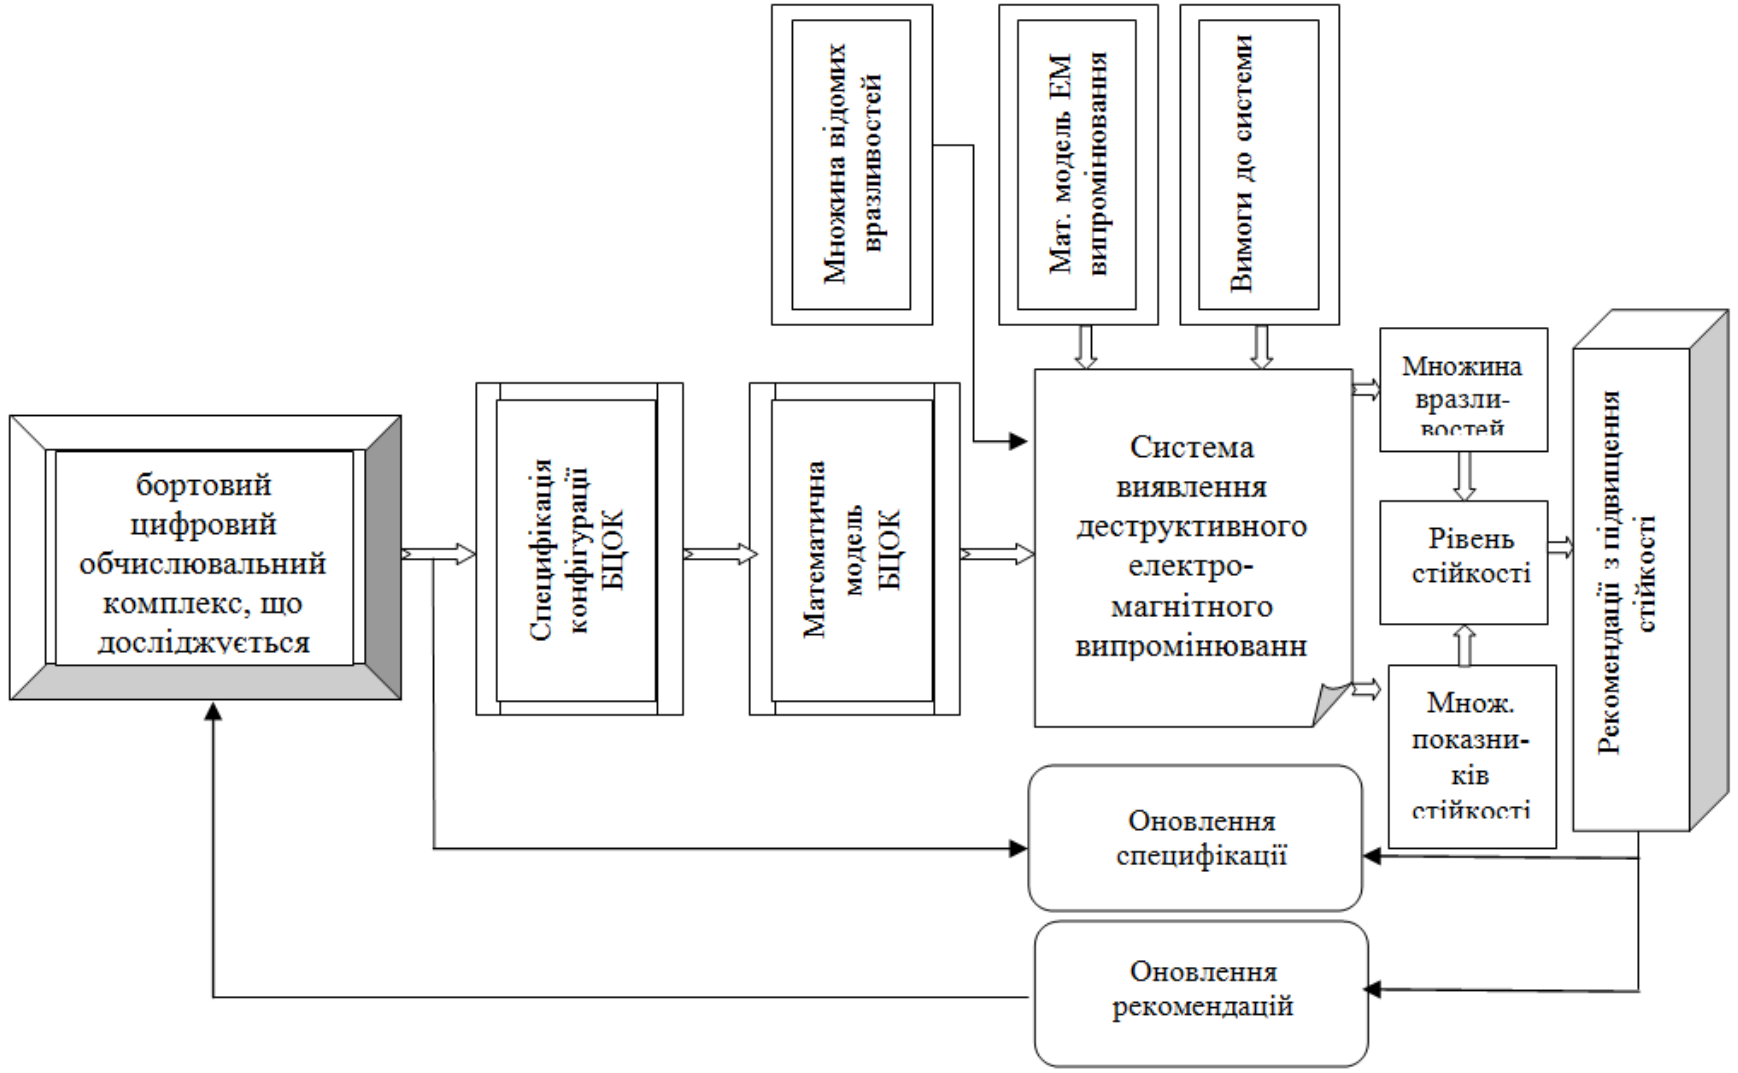 Множина відомих
вразливостей
Мат. модель ЕМ
випромінювання
Вимоги до системи
бортовий
цифровий
обчислювальний
комплекс, що
досліджується
Специфікація
конфігурації
БЦОК
Математична
модель
БЦОК
Система
виявлення
деструктивного
електро-
магнітного
випромінюванн
Множина
вразли-
востей
Рівень
стійкості
Множ.
показни-
ків
стійкості
Рекомендації з підвищення
стійкості
Оновлення
специфікації
Оновлення
рекомендацій